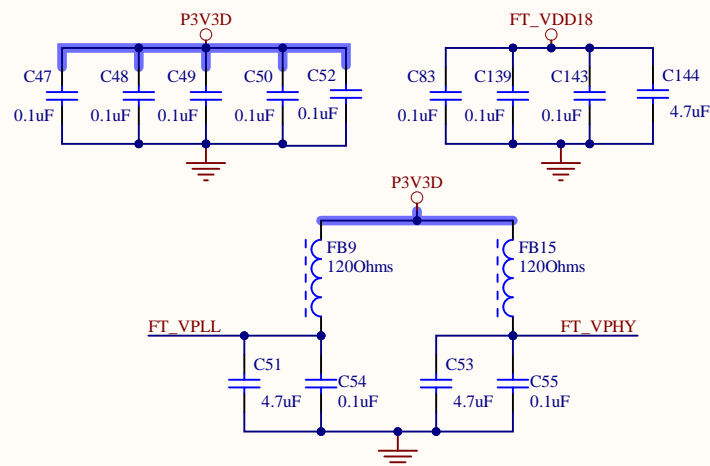 P3V3D
FT_VDD18
C47
C48
C49
C50
C52
0.1uF
0.1uF
0.1uF
0.1uF
0.1uF
C83
C139
C143
C144
0.1uF
0.1uF
0.1uF
4.7uF
P3V3D
FB9
120Ohms
FB15
120Ohms
FT_VPLL
FT_VPHY
C51
4.7uF
C54
0.1uF
C53
4.7uF
C55
0.1uF